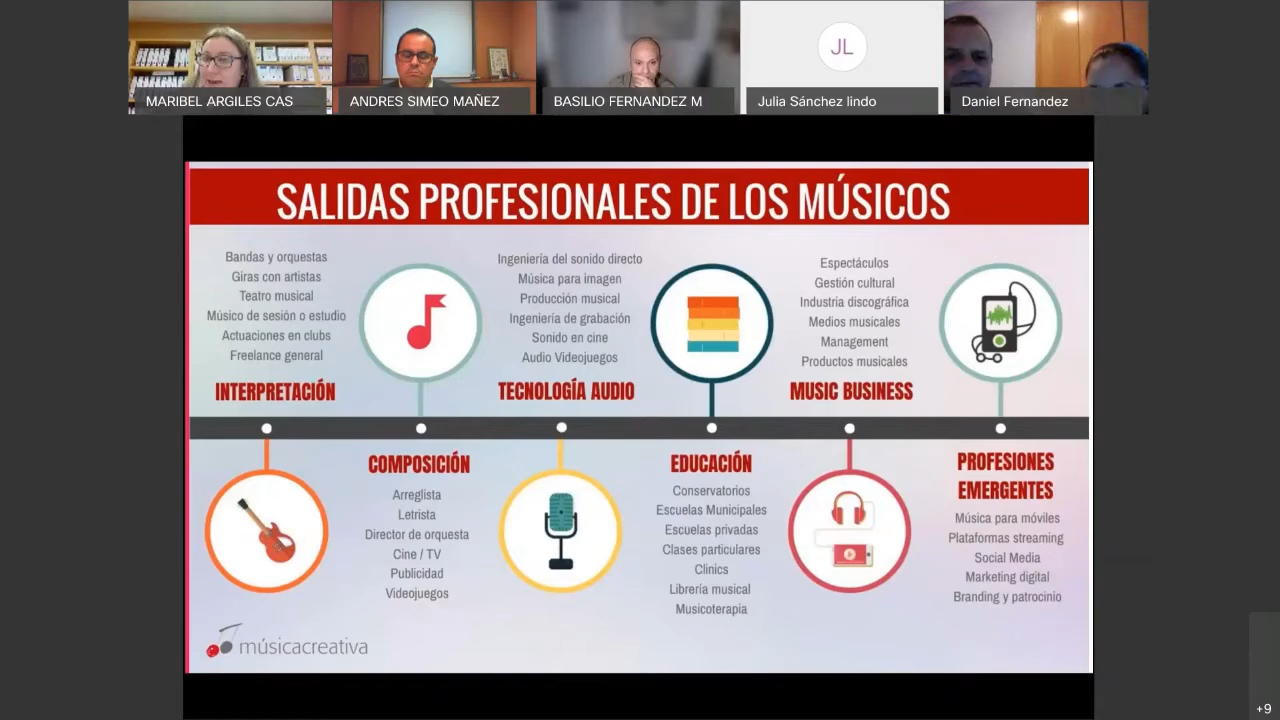 MARIBEL ARGILES CAS
ANDRES SIMEO MAÑEZ
BASILIO FERNANDEZ M
JL
Julia Sánchez lindo
Daniel Fernandez
SALIDAS PROFESIONALES DE LOS MÚSICOS
Bandas y orquestas
Giras con artistas
Teatro musical
Músico de sesión o estudio
Actuaciones en clubs
Freelance general
INTERPRETACIÓN
COMPOSICIÓN
Arreglista
Letrista
Director de orquesta
Cine / TV
Publicidad
Videojuegos
Ingeniería del sonido directo
Música para imagen
Producción musical
Ingeniería de grabación
Sonido en cine
Audio Videojuegos
TECNOLOGÍA AUDIO
EDUCACIÓN
Conservatorios
Escuelas Municipales
Escuelas privadas
Clases particulares
Clinics
Librería musical
Musicoterapia
Espectáculos
Gestión cultural
Industria discográfica
Medios musicales
Management
Productos musicales
MUSIC BUSINESS
PROFESIONES
EMERGENTES
Música para móviles
Plataformas streaming
Social Media
Marketing digital
Branding y patrocinio
músicacreativa
+9